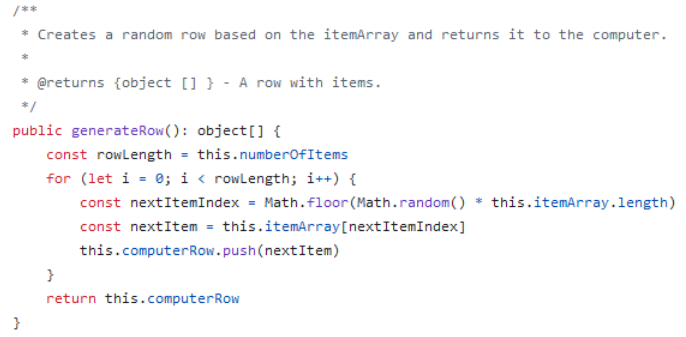 /**
 * Creates a random row based on the itemArray and returns it to the computer.
 *
 * @returns {object [] } - A row with items.
 */
public generateRow(): object[] {
    const rowLength = this.numberOfItems
    for (let i = 0; i < rowLength; i++) {
        const nextItemIndex = Math.floor(Math.random() * this.itemArray.length)
        const nextItem = this.itemArray[nextItemIndex]
        this.computerRow.push(nextItem)
    }
    return this.computerRow
}